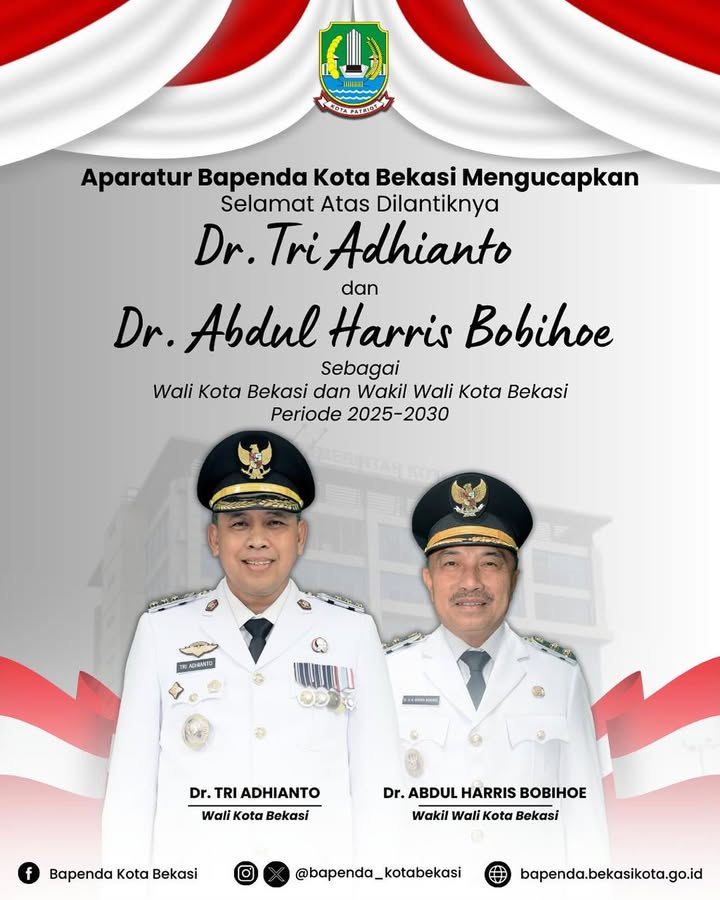 KOTA PATRIOT
Aparatur Bapenda Kota Bekasi Mengucapkan
Selamat Atas Dilantiknya
Dr. Tri Adhianto
dan
Dr. Abdul Harris Bobihoe
Sebagai
Wali Kota Bekasi dan Wakil Wali Kota Bekasi
Periode 2025-2030
TRI ADHIANTO
Dr. TRI ADHIANTO
Wali Kota Bekasi
Dr. ABDUL HARRIS BOBIHOE
Wakil Wali Kota Bekasi
Bapenda Kota Bekasi
@bapenda_kotabekasi
bapenda.bekasikota.go.id